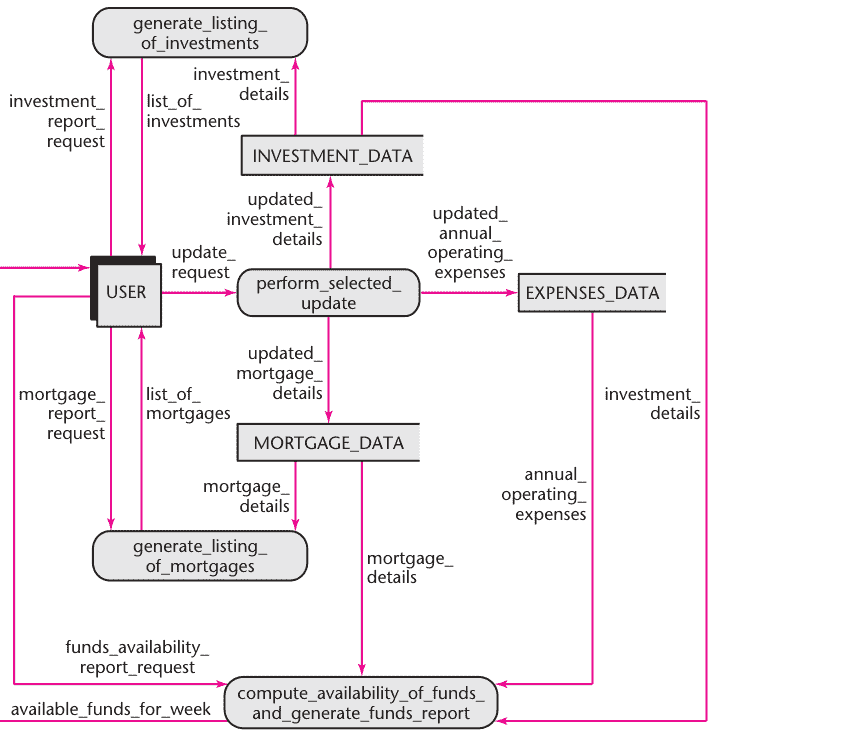 generate_listing_
of_investments
investment_
details
investment_
report_
request
list_of_
investments
INVESTMENT_DATA
updated_
investment_
details
updated_
annual_
operating_
expenses
update_
request
USER
perform_selected_
update
EXPENSES_DATA
updated_
mortgage_
details
mortgage_
report_
request
list_of_
mortgages
investment_
details
MORTGAGE_DATA
mortgage_
details
annual_
operating_
expenses
generate_listing_
of_mortgages
mortgage_
details
funds_availability_
report_request
compute_availability_of_funds_
and_generate_funds_report
available_funds_for_week